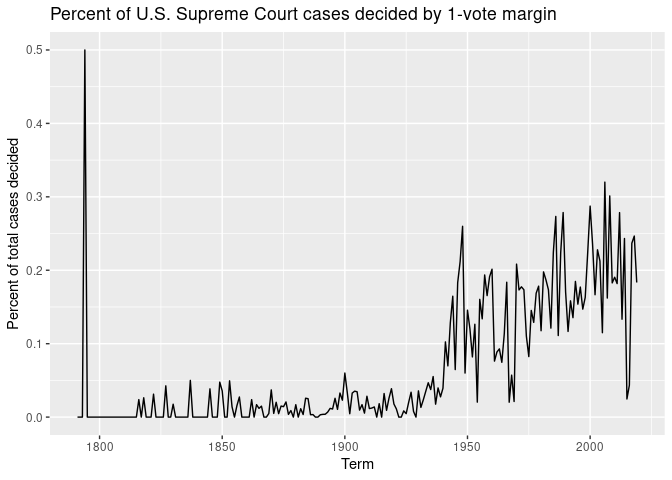 Percent of U.S. Supreme Court cases decided by 1-vote margin
0.5
0.4
0.3
0.2
0.1
0.0
Percent of total cases decided
1800 1850 1900 1950 2000
Term